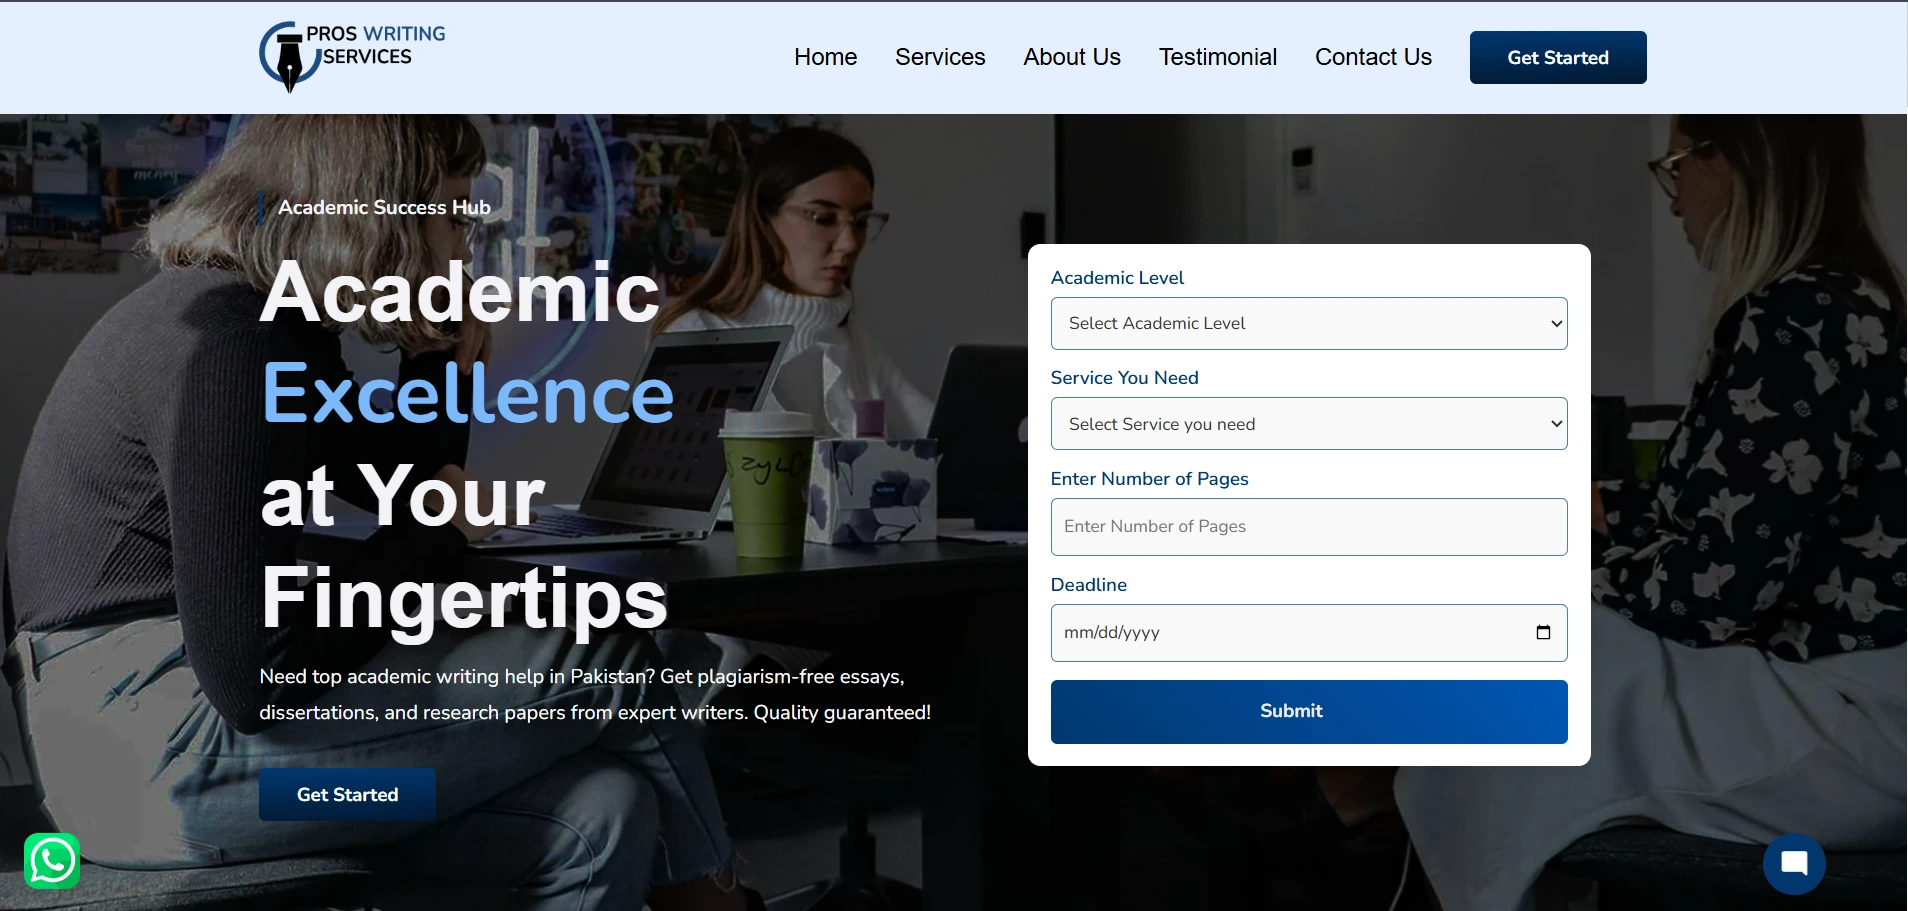 PROS WRITING
SERVICES
Home
Services
About Us
Testimonial
Contact Us
Get Started
Academic Success Hub
Academic
Excellence
at Your
Fingertips
Need top academic writing help in Pakistan? Get plagiarism-free essays,
dissertations, and research papers from expert writers. Quality guaranteed!
Get Started
Academic Level
Select Academic Level
Service You Need
Select Service you need
Enter Number of Pages
Enter Number of Pages
Deadline
mm/dd/yyyy
Submit